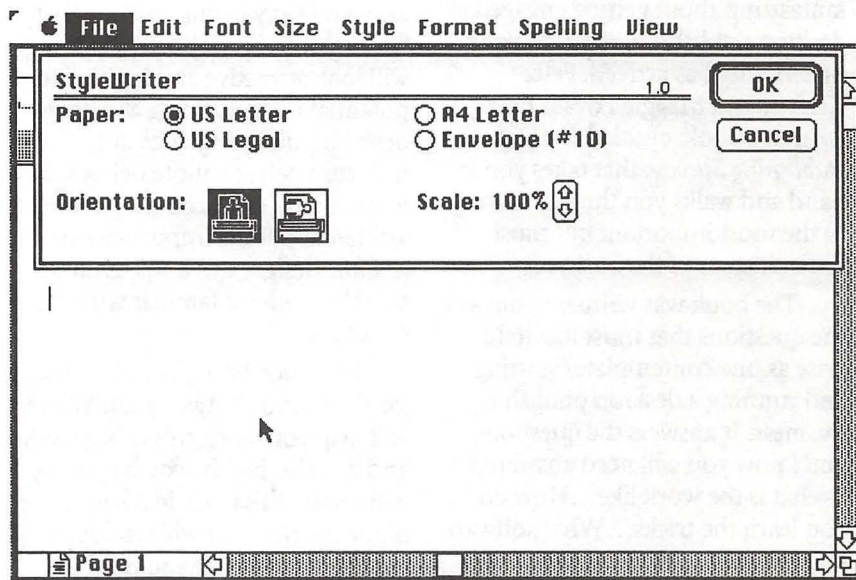 File Edit Font Size Style Format Spelling View
StyleWriter 1.0 OK
Paper: US Letter A4 Letter
US Legal Envelope (#10) Cancel
Orientation: Scale: 100%
Page 1